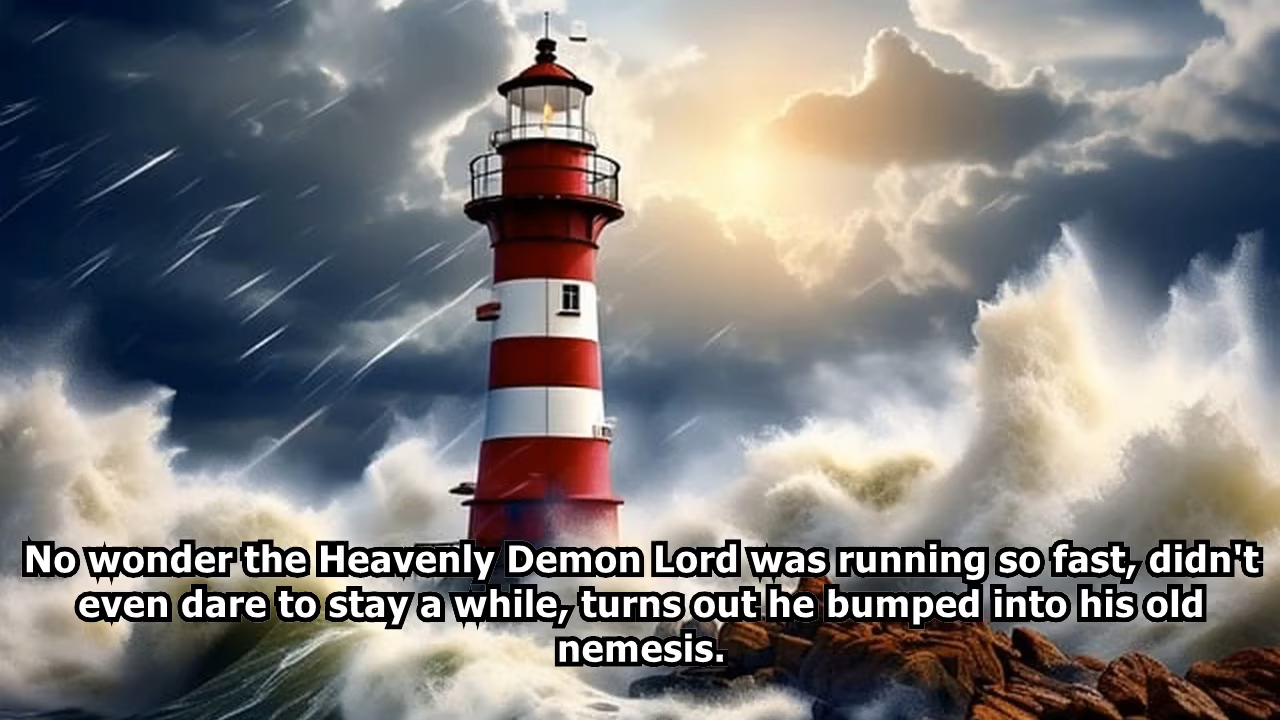 No wonder the Heavenly Demon Lord was running so fast, didn't
even dare to stay a while, turns out he bumped into his old
nemesis.